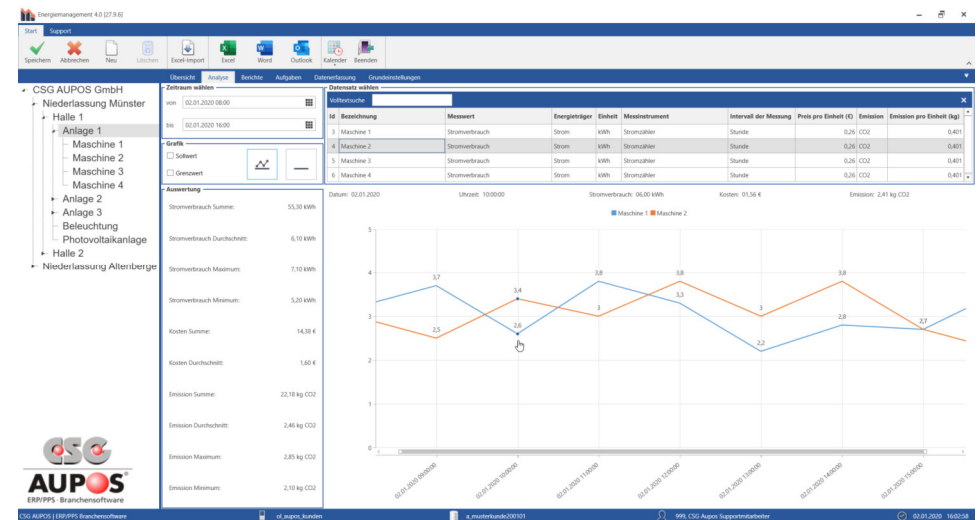 Energiemanagement 4.0 [27.9.6]
Start Support
Speichern Abbrechen Neu Löschen Excel-Import Excel Word Outlook Kalender Beenden
Übersicht Analyse Berichte Aufgaben Datenerfassung Grundeinstellungen
CSG AUPOS GmbH
Niederlassung Münster
Halle 1
Anlage 1
Maschine 1
Maschine 2
Maschine 3
Maschine 4
Anlage 2
Anlage 3
Beleuchtung
Photovoltaikanlage
Halle 2
Niederlassung Altenberge
Zeitraum wählen
von 02.01.2020 08:00
bis 02.01.2020 16:00
Grafik
Sollwert
Grenzwert
Datensatz wählen
Volltextsuche
Id Bezeichnung Messwert Energieträger Einheit Messinstrument Intervall der Messung Preis pro Einheit (€) Emission Emission pro Einheit (kg)
3 Maschine 1 Stromverbrauch Strom kWh Stromzähler Stunde 0,26 CO2 0,401
4 Maschine 2 Stromverbrauch Strom kWh Stromzähler Stunde 0,26 CO2 0,401
5 Maschine 3 Stromverbrauch Strom kWh Stromzähler Stunde 0,26 CO2 0,401
6 Maschine 4 Stromverbrauch Strom kWh Stromzähler Stunde 0,26 CO2 0,401
Auswertung
Stromverbrauch Summe: 55,30 kWh
Stromverbrauch Durchschnitt: 6,10 kWh
Stromverbrauch Maximum: 7,10 kWh
Stromverbrauch Minimum: 5,20 kWh
Kosten Summe: 14,38 €
Kosten Durchschnitt: 1,60 €
Emission Summe: 22,18 kg CO2
Emission Durchschnitt: 2,46 kg CO2
Emission Maximum: 2,85 kg CO2
Emission Minimum: 2,10 kg CO2
Datum: 02.01.2020 Uhrzeit: 10:00:00 Stromverbrauch: 06,00 kWh Kosten: 01,56 € Emission: 2,41 kg CO2
Maschine 1 Maschine 2
5
4
3
2
1
0
3,7 3,8 3,8 3,8
3,4 3,3
2,5 2,6 3 3 2,8 2,7
2,2
02.01.2020 09:00:00 02.01.2020 10:00:00 02.01.2020 11:00:00 02.01.2020 12:00:00 02.01.2020 13:00:00 02.01.2020 14:00:00 02.01.2020 15:00:00
CSG
AUPOS
ERP/PPS · Branchensoftware
CSG AUPOS | ERP/PPS Branchensoftware cl_aupos_kunden a_musterkunde200101 999, CSG Aupos Supportmitarbeiter 02.01.2020 16:02:58